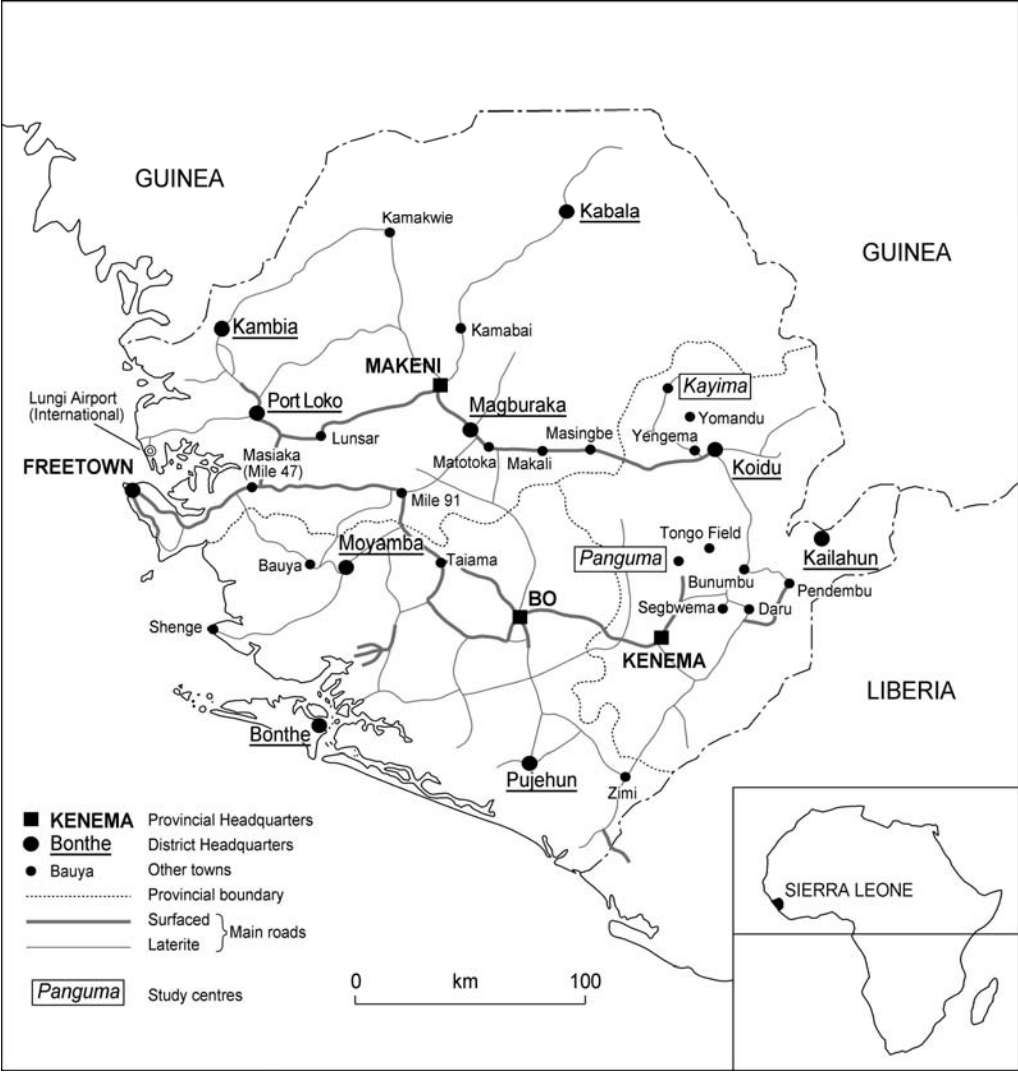 GUINEA
Kamakwie
Kabala
GUINEA
Kambia
Kamabai
MAKENI
Kayima
Lungi Airport
(International)
Port Loko
Magburaka
Yomandu
Lunsar
Masingbe
Yengema
FREETOWN
Masiaka
(Mile 47)
Matotoka
Makali
Koidu
Mile 91
Tongo Field
Moyamba
Panguma
Kailahun
Bauya
Taiama
Bunumbu
Pendembu
BO
Segbwema
Daru
Shenge
KENEMA
LIBERIA
Bonthe
Pujehun
Zimi
KENEMA Provincial Headquarters
Bonthe District Headquarters
Bauya Other towns
Provincial boundary
Surfaced
Main roads
Laterite
Panguma Study centres
0 km 100
SIERRA LEONE